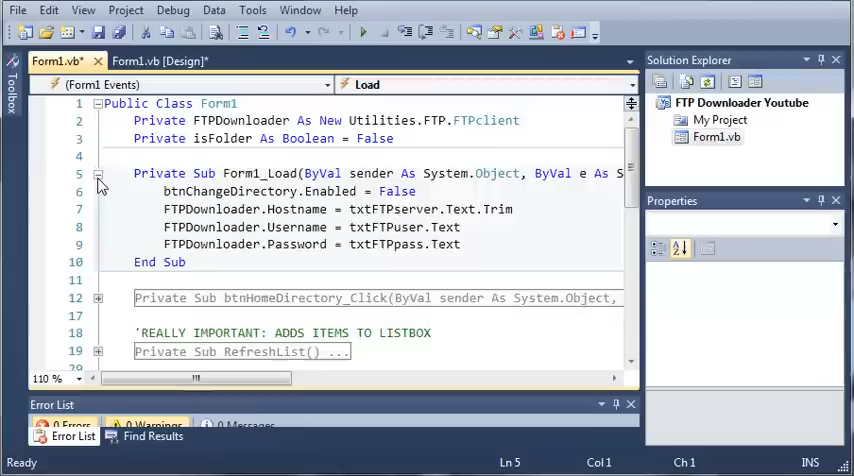 File Edit View Project Debug Data Tools Window Help
Form1.vb* Form1.vb [Design]*
Toolbox
(Form1 Events) Load
1 Public Class Form1
2 Private FTPDownloader As New Utilities.FTP.FTPclient
3 Private isFolder As Boolean = False
4
5 Private Sub Form1_Load(ByVal sender As System.Object, ByVal e As S
6 btnChangeDirectory.Enabled = False
7 FTPDownloader.Hostname = txtFTPserver.Text.Trim
8 FTPDownloader.Username = txtFTPuser.Text
9 FTPDownloader.Password = txtFTPpass.Text
10 End Sub
11
12 Private Sub btnHomeDirectory_Click(ByVal sender As System.Object,
17
18 'REALLY IMPORTANT: ADDS ITEMS TO LISTBOX
19 Private Sub RefreshList() ...
29
110 %
Solution Explorer
FTP Downloader Youtube
My Project
Form1.vb
Properties
Error List
0 Errors 0 Warnings 0 Messages
Error List Find Results
Ready Ln 5 Col 1 Ch 1 INS